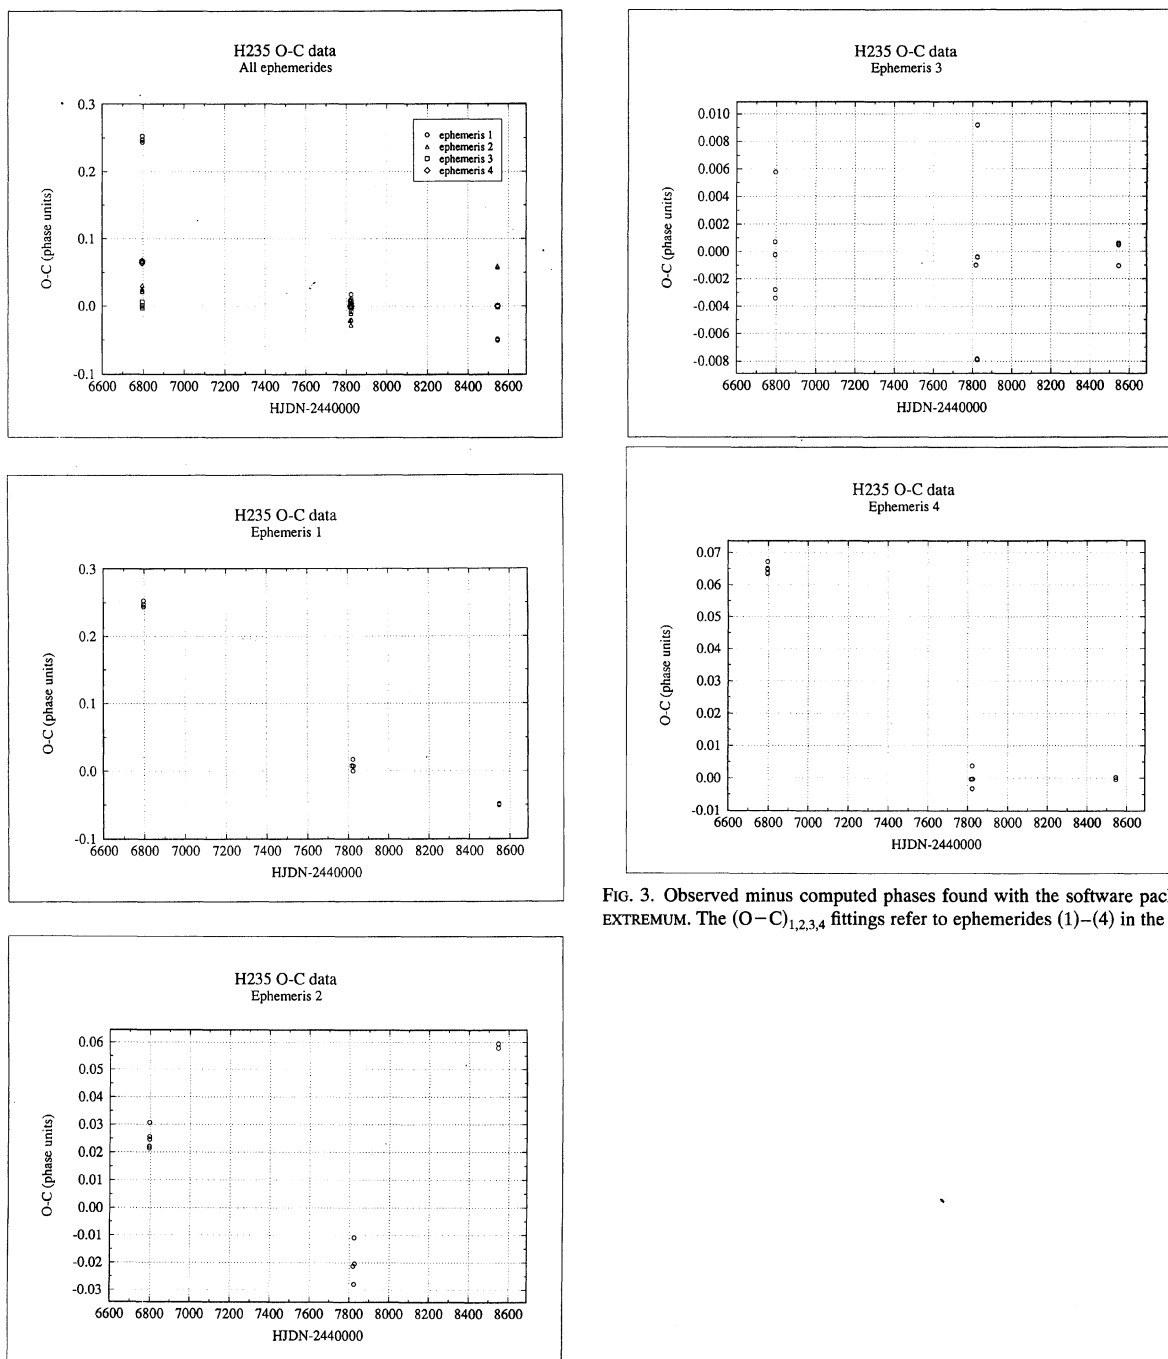 H235 O-C data
All ephemerides
O-C (phase units)
0.3
0.2
0.1
0.0
-0.1
ephemeris 1
ephemeris 2
ephemeris 3
ephemeris 4
6600 6800 7000 7200 7400 7600 7800 8000 8200 8400 8600
HJDN-2440000
H235 O-C data
Ephemeris 1
O-C (phase units)
0.3
0.2
0.1
0.0
-0.1
6600 6800 7000 7200 7400 7600 7800 8000 8200 8400 8600
HJDN-2440000
H235 O-C data
Ephemeris 2
O-C (phase units)
0.06
0.05
0.04
0.03
0.02
0.01
0.00
-0.01
-0.02
-0.03
6600 6800 7000 7200 7400 7600 7800 8000 8200 8400 8600
HJDN-2440000
H235 O-C data
Ephemeris 3
O-C (phase units)
0.010
0.008
0.006
0.004
0.002
0.000
-0.002
-0.004
-0.006
-0.008
6600 6800 7000 7200 7400 7600 7800 8000 8200 8400 8600
HJDN-2440000
H235 O-C data
Ephemeris 4
O-C (phase units)
0.07
0.06
0.05
0.04
0.03
0.02
0.01
0.00
-0.01
6600 6800 7000 7200 7400 7600 7800 8000 8200 8400 8600
HJDN-2440000
FIG. 3. Observed minus computed phases found with the software pac
EXTREMUM. The (O−C)1,2,3,4 fittings refer to ephemerides (1)–(4) in the